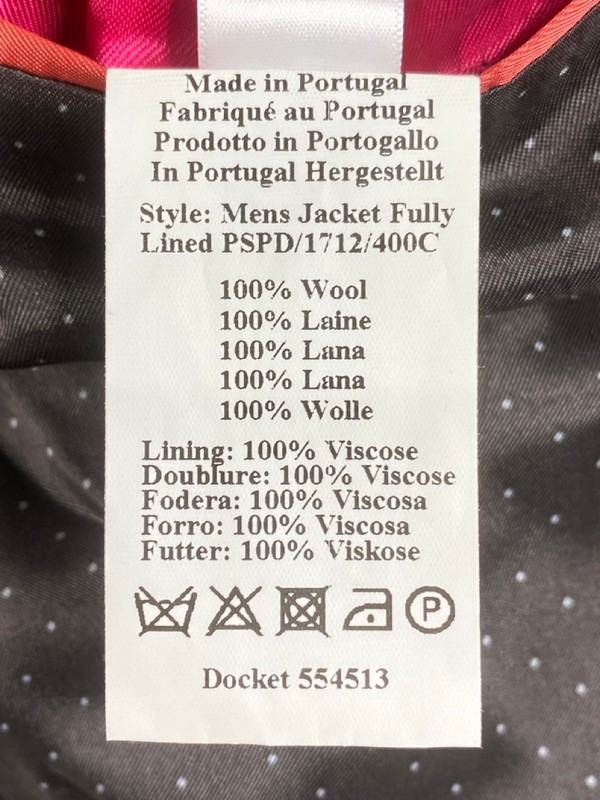 Made in Portugal
Fabriqué au Portugal
Prodotto in Portogallo
In Portugal Hergestellt
Style: Mens Jacket Fully
Lined PSPD/1712/400C
100% Wool
100% Laine
100% Lana
100% Lana
100% Wolle
Lining: 100% Viscose
Doublure: 100% Viscose
Fodera: 100% Viscosa
Forro: 100% Viscosa
Futter: 100% Viskose
P
Docket 554513